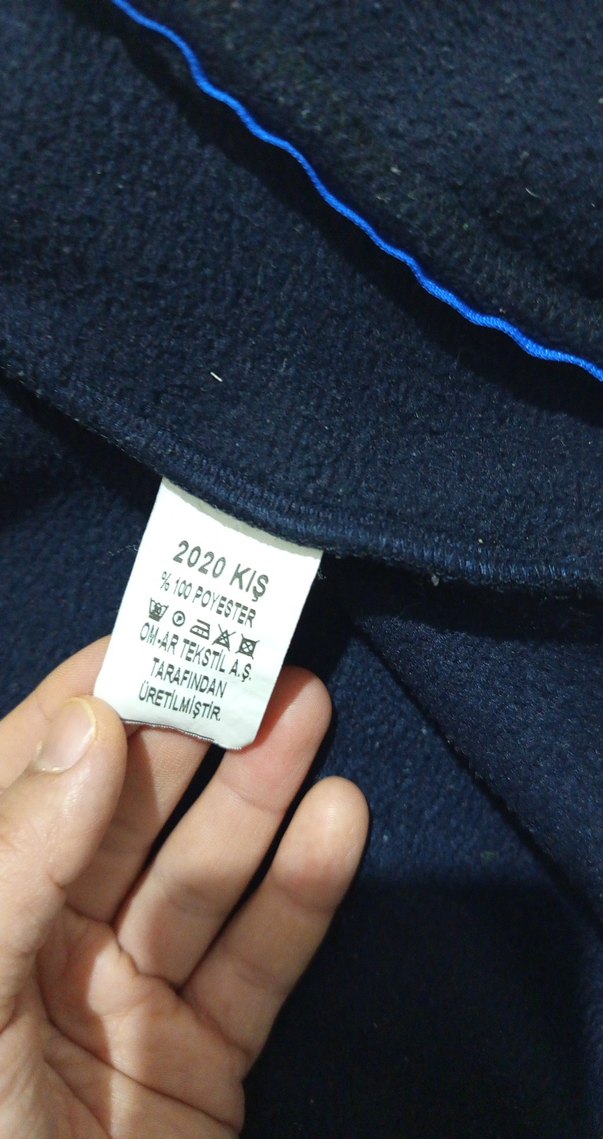 2020 KIŞ
% 100 POYESTER
OM-AR TEKSTİL A.Ş.
TARAFINDAN
ÜRETİLMİŞTİR.